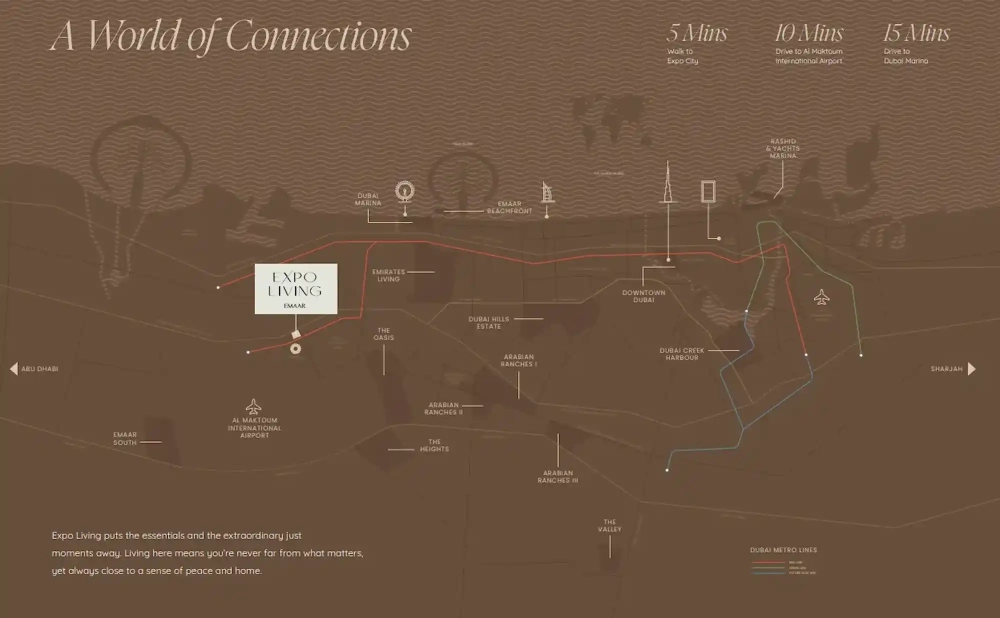 A World of Connections
5 Mins
Walk to
Expo City
10 Mins
Drive to Al Maktoum
International Airport
15 Mins
Drive to
Dubai Marina
RASHID
& YACHTS
MARINA
DUBAI
MARINA
EMAAR
BEACHFRONT
EXPO
LIVING
EMAAR
EMIRATES
LIVING
DOWNTOWN
DUBAI
DUBAI HILLS
ESTATE
THE
OASIS
DUBAI CREEK
HARBOUR
ARABIAN
RANCHES I
ABU DHABI
SHARJAH
ARABIAN
RANCHES II
AL MAKTOUM
INTERNATIONAL
AIRPORT
EMAAR
SOUTH
THE
HEIGHTS
ARABIAN
RANCHES III
THE
VALLEY
Expo Living puts the essentials and the extraordinary just
moments away. Living here means you're never far from what matters,
yet always close to a sense of peace and home.
DUBAI METRO LINES